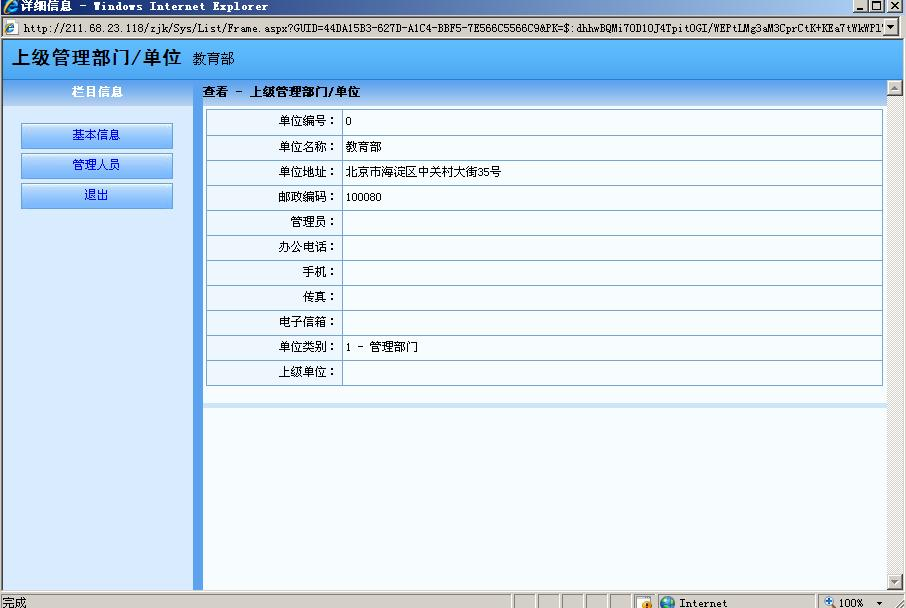 详细信息 - Windows Internet Explorer
http://211.68.23.118/zjk/Sys/List/Frame.aspx?GUID=44DA15B3-627D-A1C4-BBF5-7E566C5566C9&PK=$:dhhwBQMi70D10J4TpitOGI/WEPtLMg3aM3CprCtK+KEa7tWkWPl
上级管理部门/单位 教育部
栏目信息
查看 - 上级管理部门/单位
基本信息
管理人员
退出
单位编号： 0
单位名称： 教育部
单位地址： 北京市海淀区中关村大街35号
邮政编码： 100080
管理员：
办公电话：
手机：
传真：
电子信箱：
单位类别： 1 - 管理部门
上级单位：
完成 Internet 100%